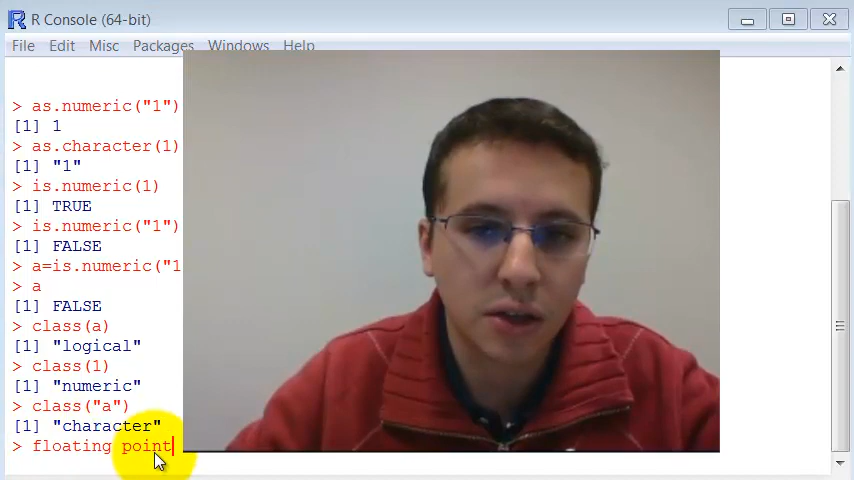 R Console (64-bit)
File Edit Misc Packages Windows Help
> as.numeric("1")
[1] 1
> as.character(1)
[1] "1"
> is.numeric(1)
[1] TRUE
> is.numeric("1")
[1] FALSE
> a=is.numeric("1
> a
[1] FALSE
> class(a)
[1] "logical"
> class(1)
[1] "numeric"
> class("a")
[1] "character"
> floating point